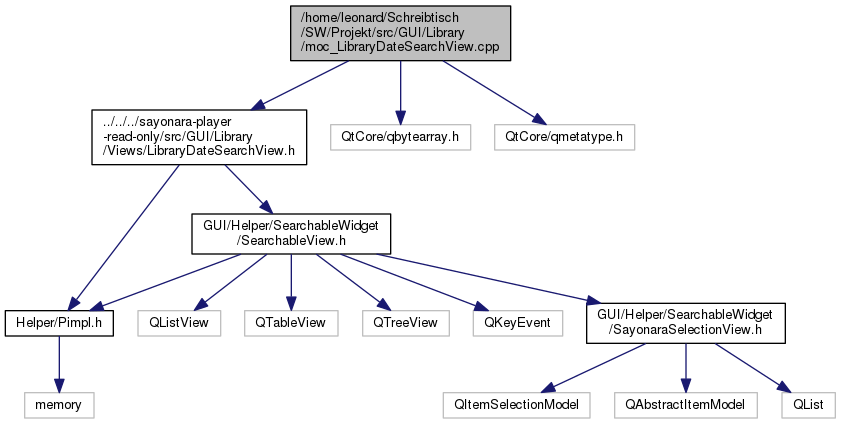 /home/leonard/Schreibtisch
/SW/Projekt/src/GUI/Library
/moc_LibraryDateSearchView.cpp
../../../sayonara-player
-read-only/src/GUI/Library
/Views/LibraryDateSearchView.h
QtCore/qbytearray.h
QtCore/qmetatype.h
GUI/Helper/SearchableWidget
/SearchableView.h
Helper/Pimpl.h
QListView
QTableView
QTreeView
QKeyEvent
GUI/Helper/SearchableWidget
/SayonaraSelectionView.h
memory
QItemSelectionModel
QAbstractItemModel
QList